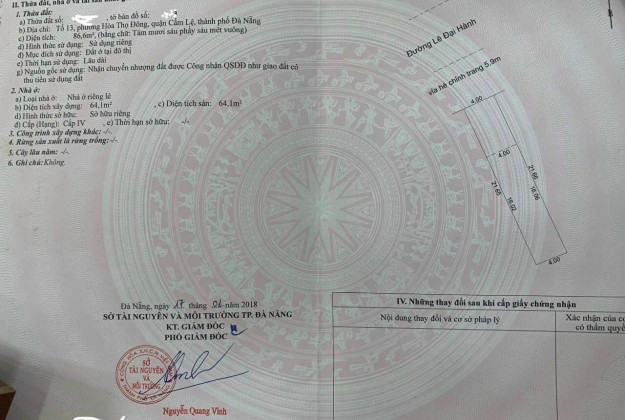 II. Thửa đất, nhà ở và tài sản
1. Thửa đất:
a) Thửa đất số: , tờ bản đồ số:
b) Địa chỉ: Tổ 13, phường Hòa Thọ Đông, quận Cẩm Lệ, thành phố Đà Nẵng
c) Diện tích: 86,6m², (bằng chữ: Tám mươi sáu phẩy sáu mét vuông)
d) Hình thức sử dụng: Sử dụng riêng
đ) Mục đích sử dụng: Đất ở tại đô thị
e) Thời hạn sử dụng: Lâu dài
g) Nguồn gốc sử dụng: Nhận chuyển nhượng đất được Công nhận QSDĐ như giao đất có
thu tiền sử dụng đất
2. Nhà ở:
a) Loại nhà ở: Nhà ở riêng lẻ
b) Diện tích xây dựng: 64,1m² , c) Diện tích sàn: 64,1m²
d) Hình thức sở hữu: Sở hữu riêng
đ) Cấp (Hạng): Cấp IV , e) Thời hạn sở hữu: -/-
3. Công trình xây dựng khác: -/-
4. Rừng sản xuất là rừng trồng: -/-
5. Cây lâu năm: -/-
6. Ghi chú: Không.
Đường Lê Đại Hành
vỉa hè chỉnh trang 5.9m
4.00
4.00
21.65
16.02
21.66
16.06
4.00
Đà Nẵng, ngày 17 tháng 01 năm 2018
SỞ TÀI NGUYÊN VÀ MÔI TRƯỜNG TP. ĐÀ NẴNG
KT. GIÁM ĐỐC
PHÓ GIÁM ĐỐC
SỞ
TÀI NGUYÊN
VÀ
MÔI TRƯỜNG
Nguyễn Quang Vinh
IV. Những thay đổi sau khi cấp giấy chứng nhận
Nội dung thay đổi và cơ sở pháp lý
Xác nhận của cơ
có thẩm quyền